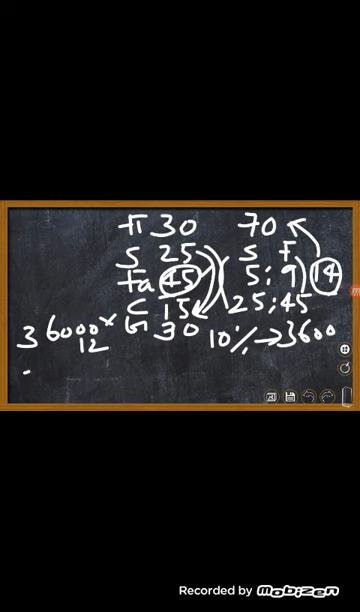 त 30 70
S 25 S F
Fa 45 5 : 9 14
C 15 25 : 45
30 10% → 3600
36000 ×
12
Recorded by mobizen